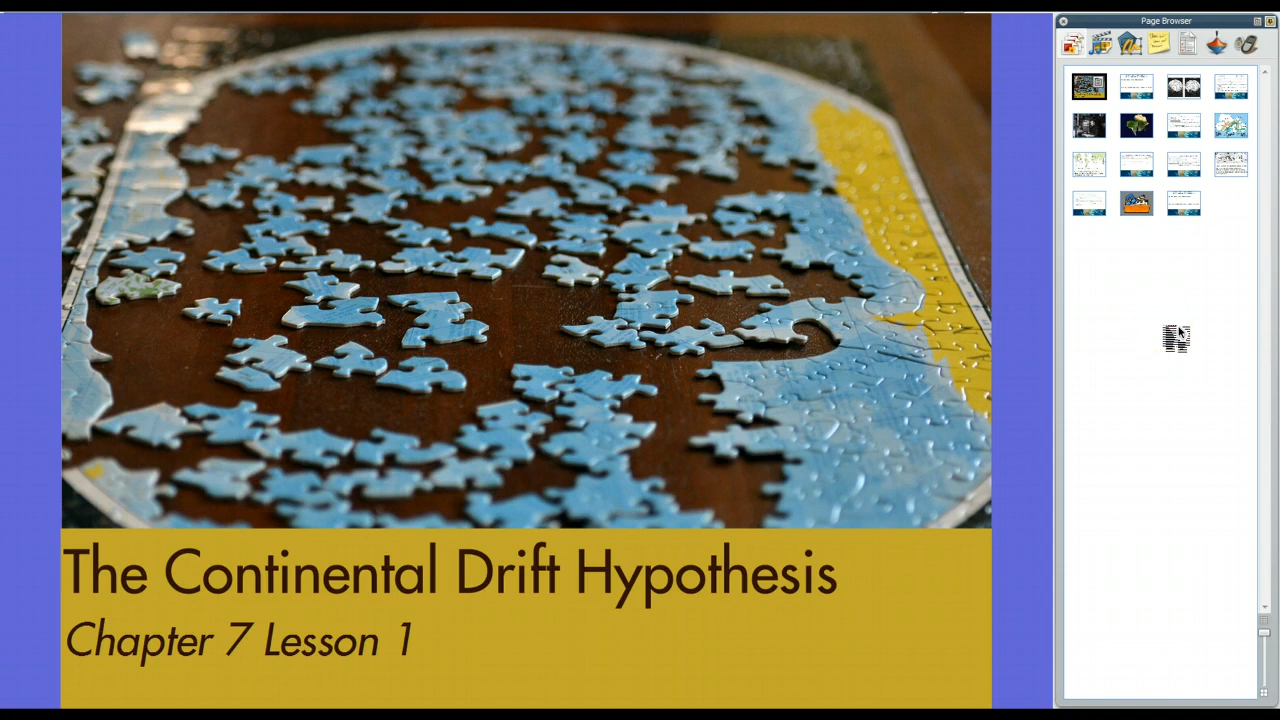 Page Browser
The Continental Drift Hypothesis
Chapter 7 Lesson 1